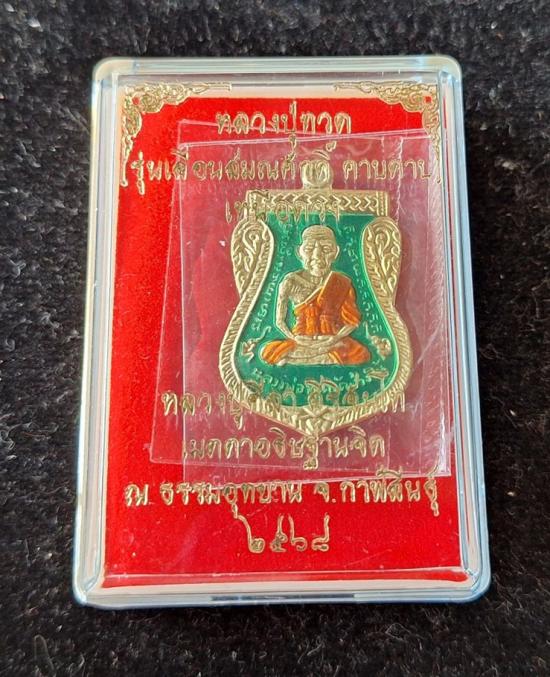 หลวงปู่ทวด
รุ่นเลื่อนสมณศักดิ์ คาบดาบ
หลวงปู่ศิลา สิริจันโท
เมตตาอธิษฐานจิต
ณ ธรรมอุทยาน จ.กาฬสินธุ์
๒๕๖๘